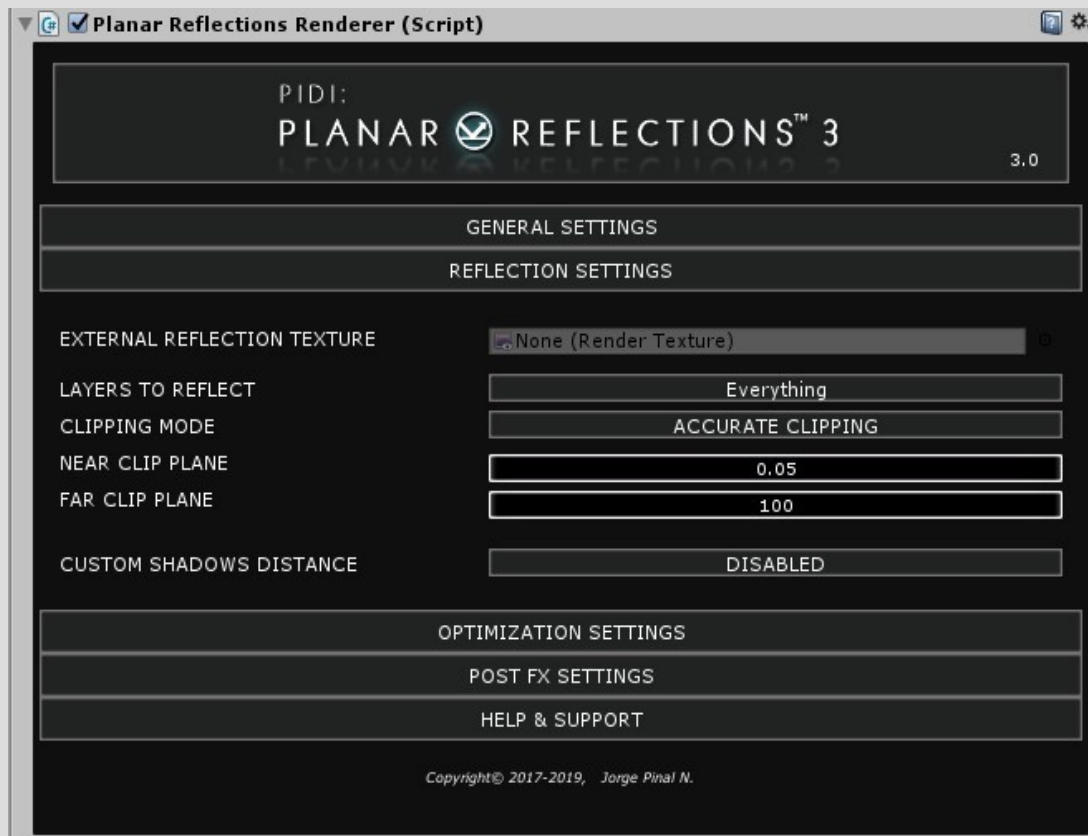 Planar Reflections Renderer (Script)
PIDI:
PLANAR REFLECTIONS™ 3
3.0
GENERAL SETTINGS
REFLECTION SETTINGS
EXTERNAL REFLECTION TEXTURE None (Render Texture)
LAYERS TO REFLECT Everything
CLIPPING MODE ACCURATE CLIPPING
NEAR CLIP PLANE 0.05
FAR CLIP PLANE 100
CUSTOM SHADOWS DISTANCE DISABLED
OPTIMIZATION SETTINGS
POST FX SETTINGS
HELP & SUPPORT
Copyright© 2017-2019, Jorge Pinal N.